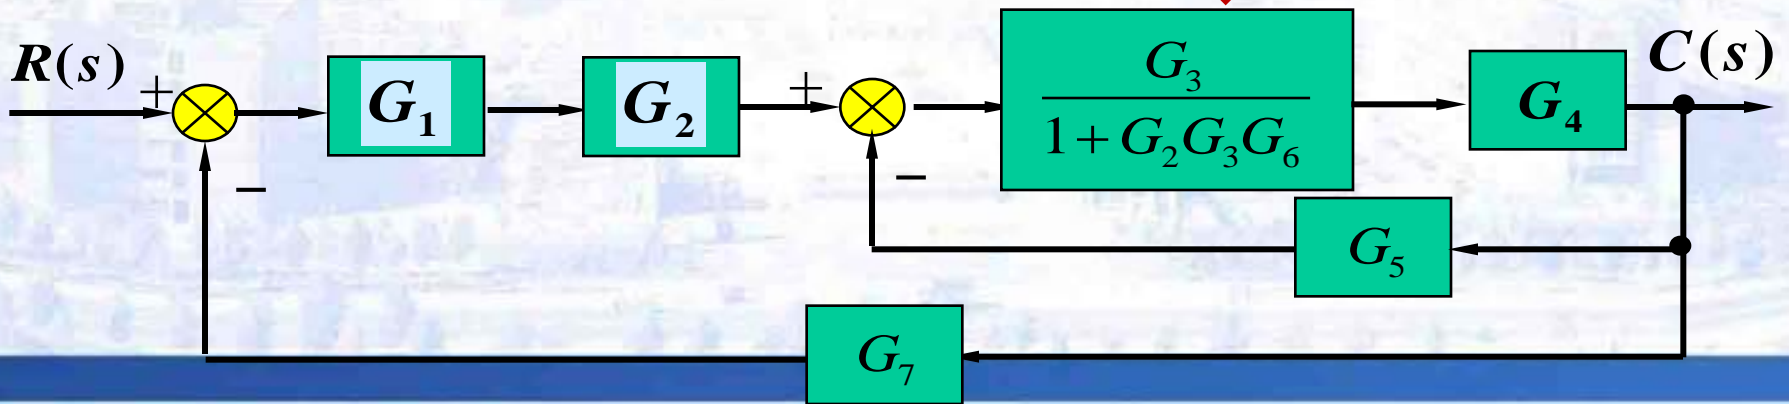 R(s)
+
−
G₁
G₂
+
−
G₃
1 + G₂G₃G₆
G₄
C(s)
G₅
G₇